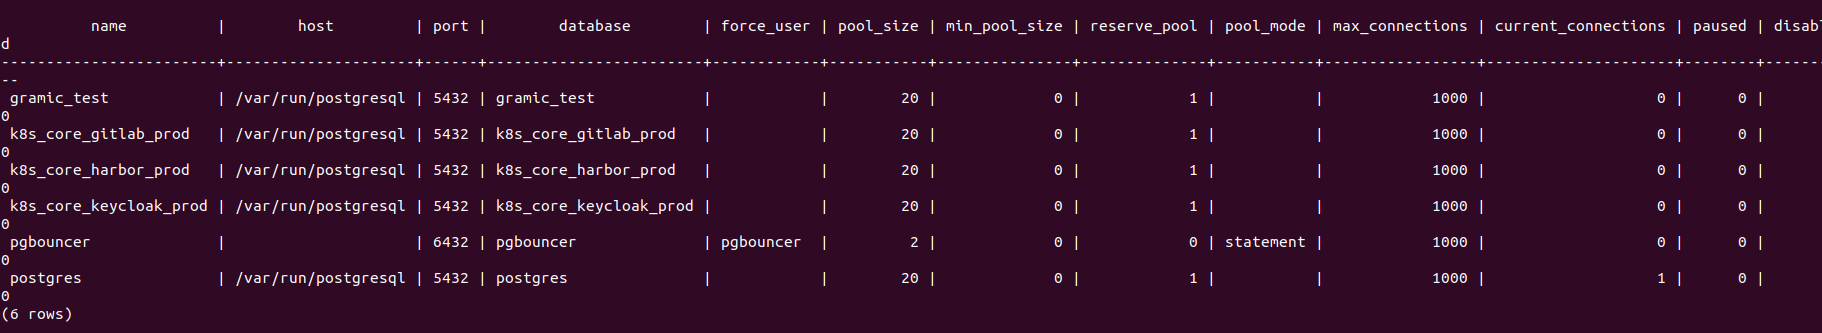 name          |         host         | port |        database        | force_user | pool_size | min_pool_size | reserve_pool | pool_mode | max_connections | current_connections | paused | disabl
d
------------------------+---------------------+------+------------------------+------------+-----------+---------------+--------------+-----------+-----------------+---------------------+--------+-------
--
 gramic_test            | /var/run/postgresql | 5432 | gramic_test            |            |        20 |             0 |            1 |           |            1000 |                   0 |      0 |
0
 k8s_core_gitlab_prod   | /var/run/postgresql | 5432 | k8s_core_gitlab_prod   |            |        20 |             0 |            1 |           |            1000 |                   0 |      0 |
0
 k8s_core_harbor_prod   | /var/run/postgresql | 5432 | k8s_core_harbor_prod   |            |        20 |             0 |            1 |           |            1000 |                   0 |      0 |
0
 k8s_core_keycloak_prod | /var/run/postgresql | 5432 | k8s_core_keycloak_prod |            |        20 |             0 |            1 |           |            1000 |                   0 |      0 |
0
 pgbouncer              |                     | 6432 | pgbouncer              | pgbouncer  |         2 |             0 |            0 | statement |            1000 |                   0 |      0 |
0
 postgres               | /var/run/postgresql | 5432 | postgres               |            |        20 |             0 |            1 |           |            1000 |                   1 |      0 |
0
(6 rows)